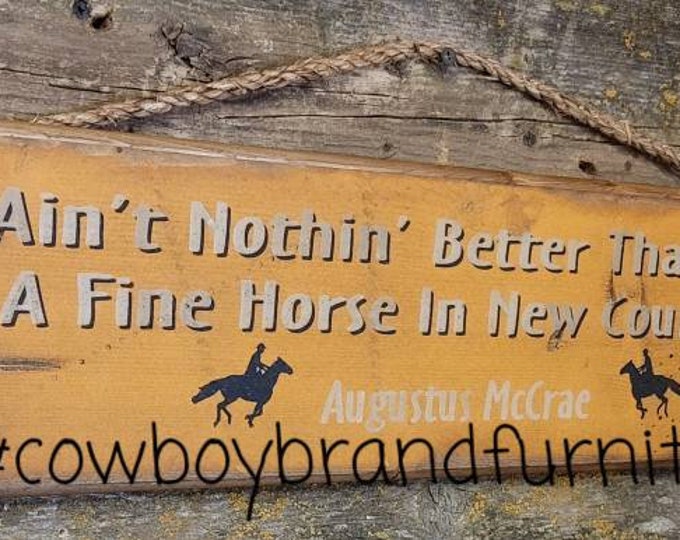 Ain't Nothin' Better Tha
A Fine Horse In New Cou
Augustus McCrae
#cowboybrandfurnit